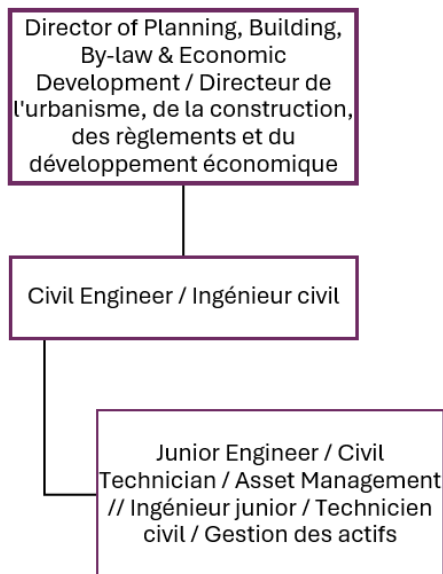 Director of Planning, Building,
By-law & Economic
Development / Directeur de
l'urbanisme, de la construction,
des règlements et du
développement économique
Civil Engineer / Ingénieur civil
Junior Engineer / Civil
Technician / Asset Management
// Ingénieur junior / Technicien
civil / Gestion des actifs